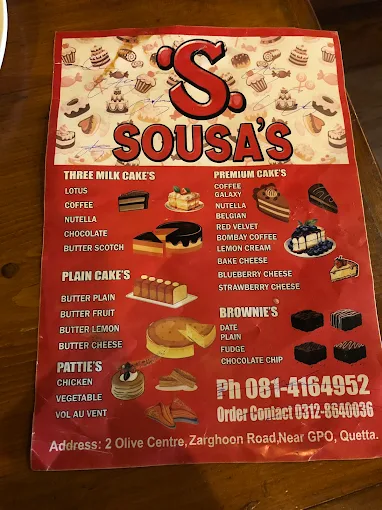 S.
SOUSA'S
THREE MILK CAKE'S
LOTUS
COFFEE
NUTELLA
CHOCOLATE
BUTTER SCOTCH
PLAIN CAKE'S
BUTTER PLAIN
BUTTER FRUIT
BUTTER LEMON
BUTTER CHEESE
PATTIE'S
CHICKEN
VEGETABLE
VOL AU VENT
PREMIUM CAKE'S
COFFEE
GALAXY
NUTELLA
BELGIAN
RED VELVET
BOMBAY COFFEE
LEMON CREAM
BAKE CHEESE
BLUEBERRY CHEESE
STRAWBERRY CHEESE
BROWNIE'S
DATE
PLAIN
FUDGE
CHOCOLATE CHIP
Ph 081-4164952
Order Contact 0312-8640036
Address: 2 Olive Centre, Zarghoon Road,Near GPO, Quetta.